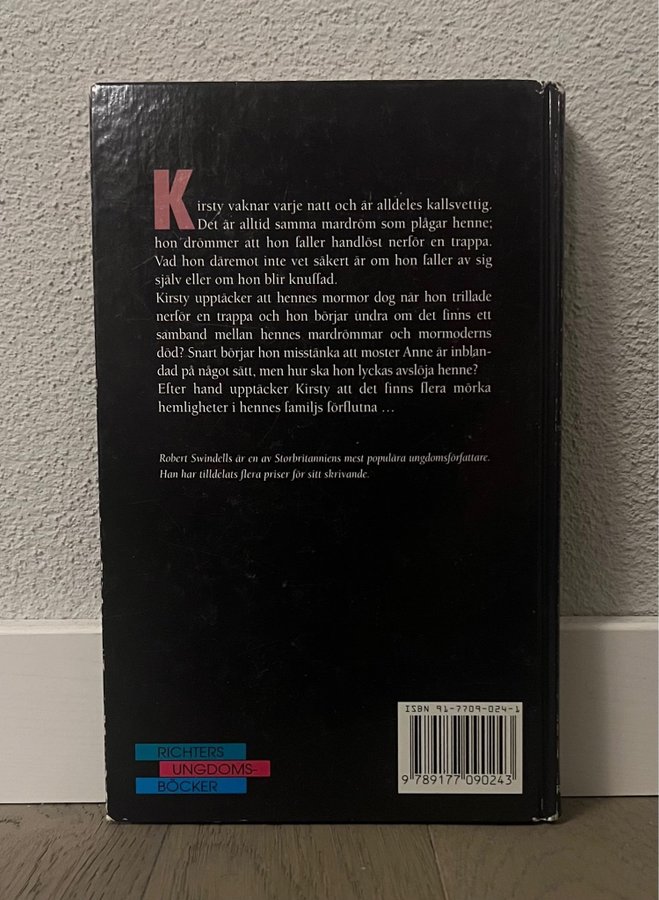 Kirsty vaknar varje natt och är alldeles kallsvettig.
Det är alltid samma mardröm som plågar henne;
hon drömmer att hon faller handlöst nerför en trappa.
Vad hon däremot inte vet säkert är om hon faller av sig
själv eller om hon blir knuffad.
Kirsty upptäcker att hennes mormor dog när hon trillade
nerför en trappa och hon börjar undra om det finns ett
samband mellan hennes mardrömmar och mormoderns
död? Snart börjar hon misstänka att moster Anne är inblan-
dad på något sätt, men hur ska hon lyckas avslöja henne?
Efter hand upptäcker Kirsty att det finns flera mörka
hemligheter i hennes familjs förflutna ...
Robert Swindells är en av Storbritanniens mest populära ungdomsförfattare.
Han har tilldelats flera priser för sitt skrivande.
ISBN 91-7709-024-1
9 789177 090243
RICHTERS
UNGDOMS-
BÖCKER